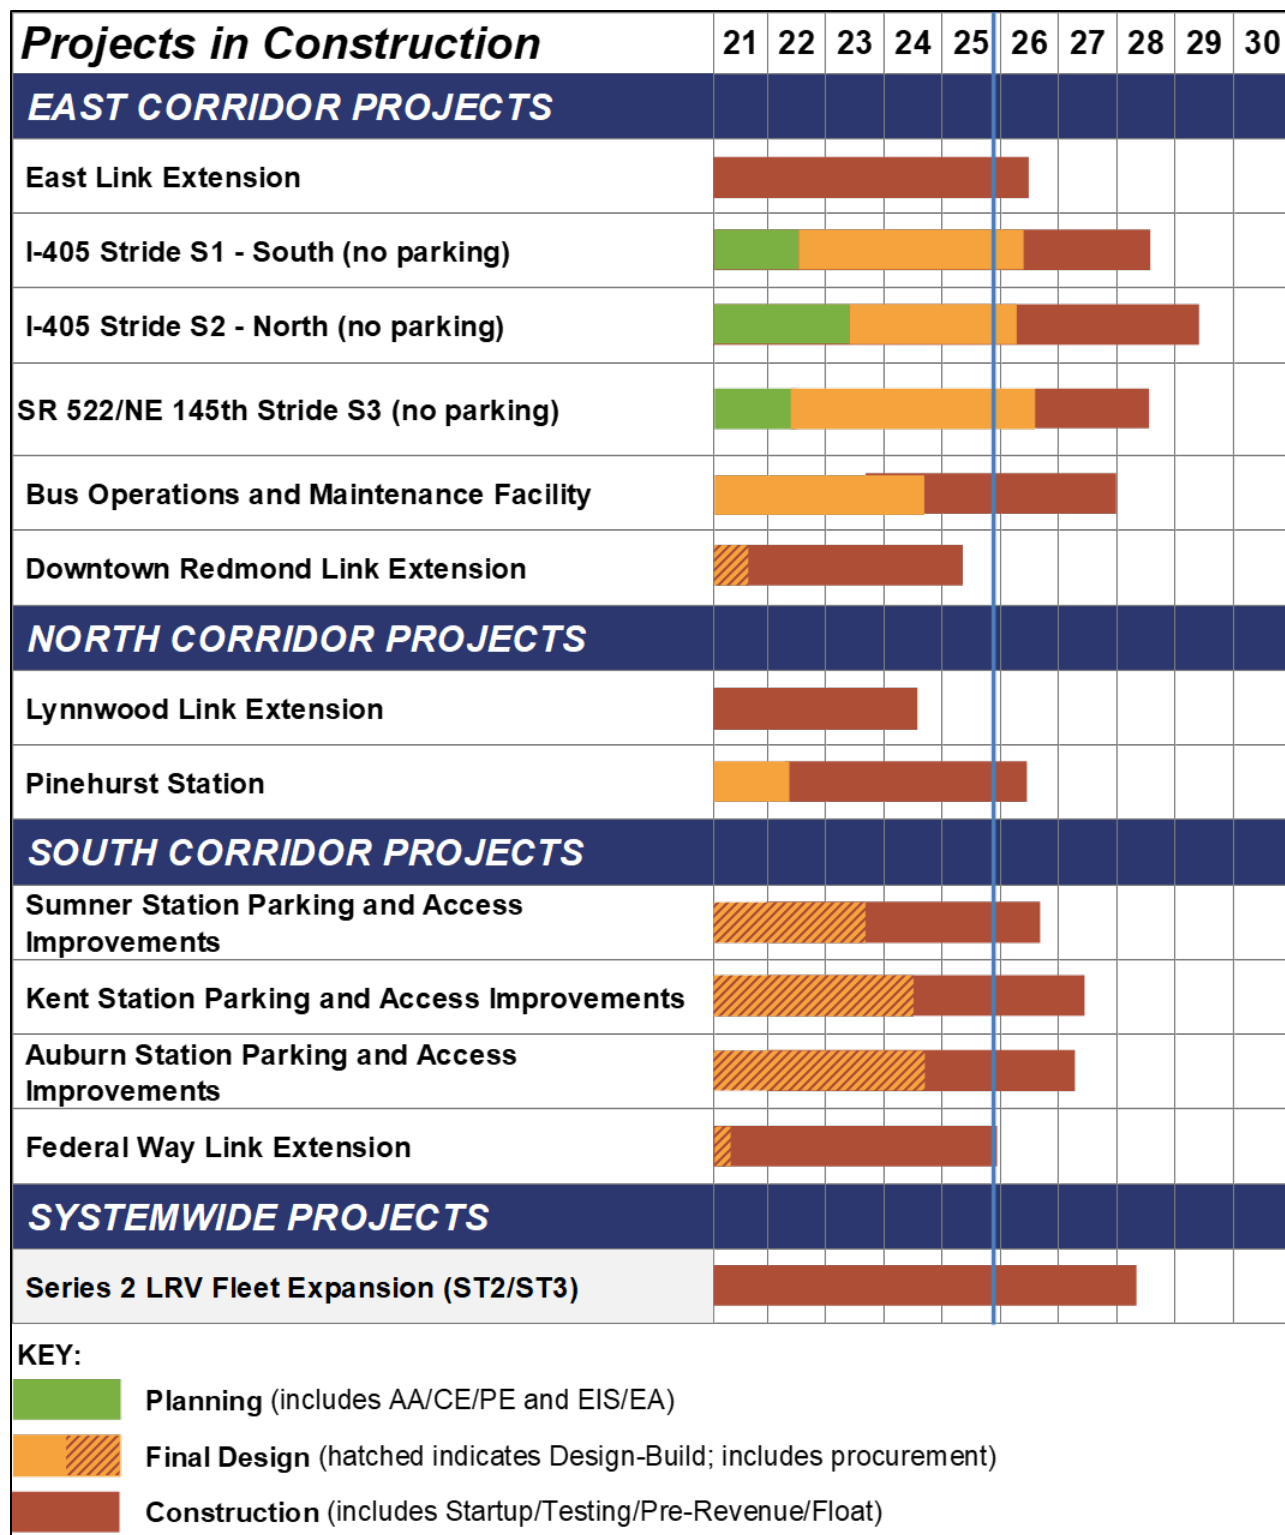 Projects in Construction 21 22 23 24 25 26 27 28 29 30
EAST CORRIDOR PROJECTS
East Link Extension
I-405 Stride S1 - South (no parking)
I-405 Stride S2 - North (no parking)
SR 522/NE 145th Stride S3 (no parking)
Bus Operations and Maintenance Facility
Downtown Redmond Link Extension
NORTH CORRIDOR PROJECTS
Lynnwood Link Extension
Pinehurst Station
SOUTH CORRIDOR PROJECTS
Sumner Station Parking and Access
Improvements
Kent Station Parking and Access Improvements
Auburn Station Parking and Access
Improvements
Federal Way Link Extension
SYSTEMWIDE PROJECTS
Series 2 LRV Fleet Expansion (ST2/ST3)
KEY:
Planning (includes AA/CE/PE and EIS/EA)
Final Design (hatched indicates Design-Build; includes procurement)
Construction (includes Startup/Testing/Pre-Revenue/Float)